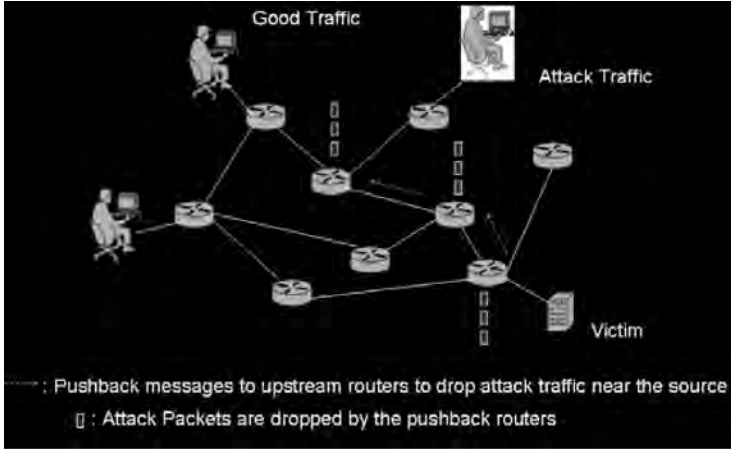 Good Traffic
Attack Traffic
Victim
: Pushback messages to upstream routers to drop attack traffic near the source
: Attack Packets are dropped by the pushback routers